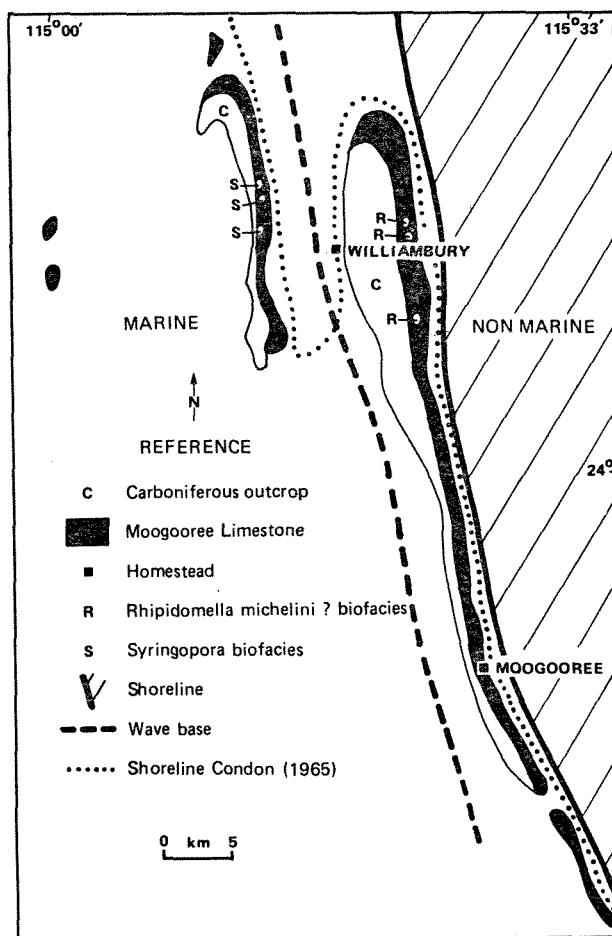 115°00′
115°33′
C
S
S
S
R
R
WILLIAMBURY
C
R
MARINE
NON MARINE
N
REFERENCE
24°
C Carboniferous outcrop
Moogooree Limestone
Homestead
R Rhipidomella michelini ? biofacies
S Syringopora biofacies
Shoreline
Wave base
Shoreline Condon (1965)
MOOGOOREE
0 km 5